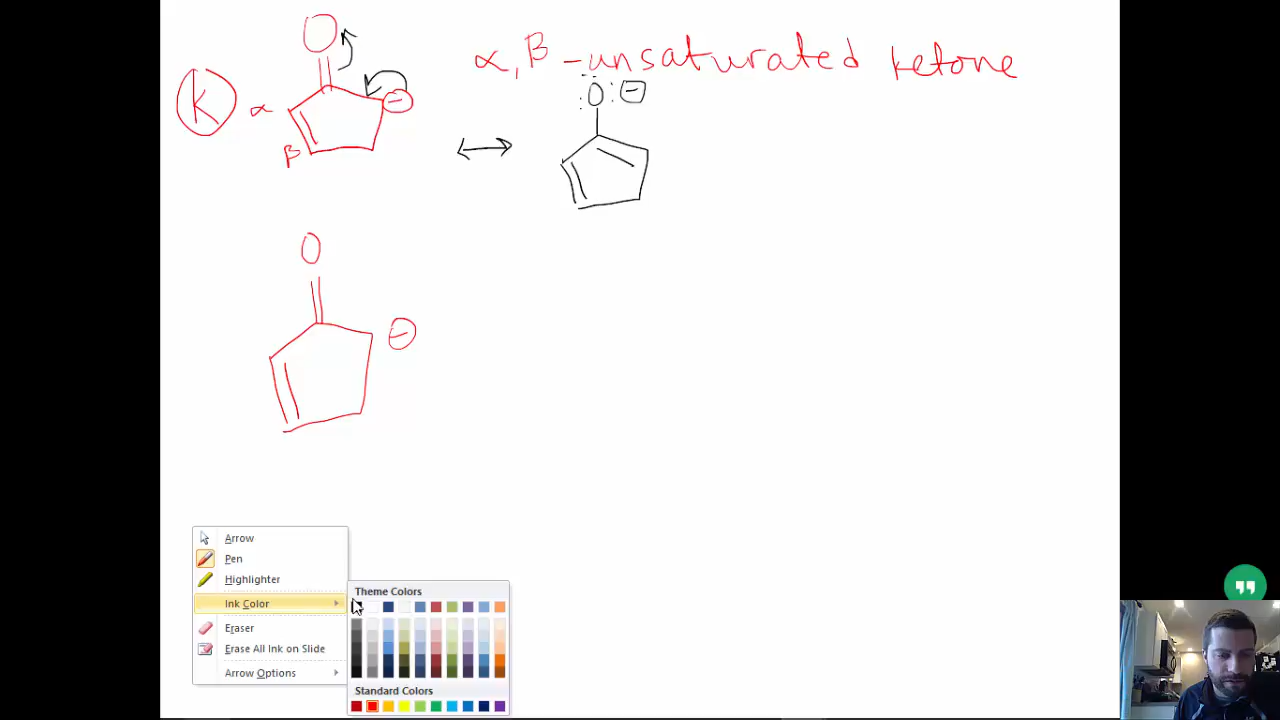 O
α, β-unsaturated ketone
K
α
−
:Ö: −
β
O
−
Arrow
Pen
Highlighter
Ink Color
Eraser
Erase All Ink on Slide
Arrow Options
Theme Colors
Standard Colors